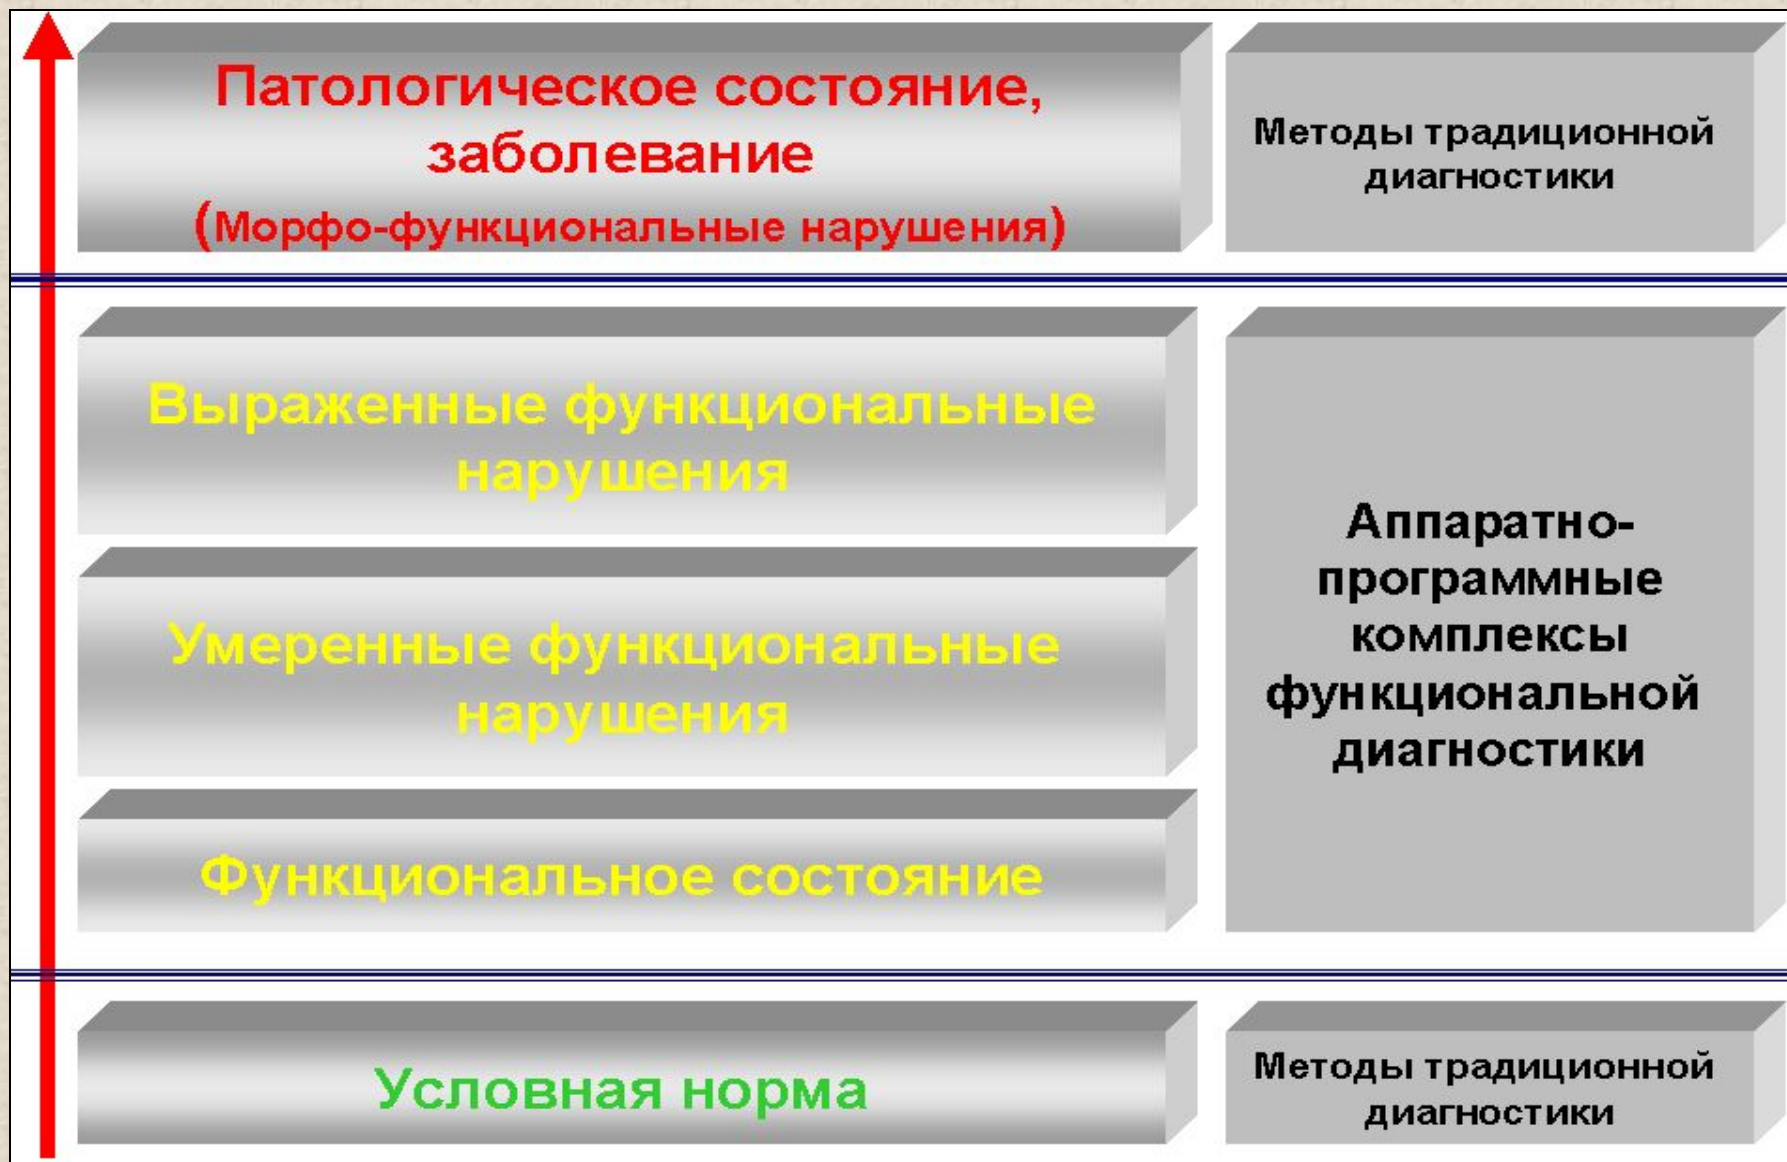 Патологическое состояние,
заболевание
(Морфо-функциональные нарушения)
Методы традиционной
диагностики
Выраженные функциональные
нарушения
Умеренные функциональные
нарушения
Функциональное состояние
Аппаратно-
программные
комплексы
функциональной
диагностики
Условная норма
Методы традиционной
диагностики